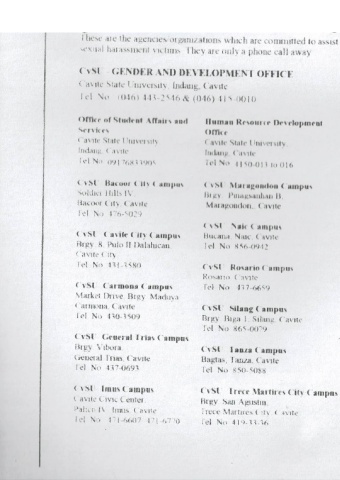 These are the agencies/organizations which are committed to assist
sexual harassment victims. They are only a phone call away
CvSU - GENDER AND DEVELOPMENT OFFICE
Cavite State University, Indang, Cavite
Tel. No. (046) 443-2546 & (046) 415-0010
Office of Student Affairs and
Services
Cavite State University
Indang, Cavite
Tel No.
Human Resource Development
Office
Cavite State University,
Indang, Cavite
Tel No. 4150-013 to 016
CvSU - Bacoor City Campus
Soldier Hills IV,
Bacoor City, Cavite
Tel. No. 476-5029
CvSU - Maragondon Campus
Brgy. Pinagsanhan B,
Maragondon, Cavite
CvSU - Cavite City Campus
Brgy. 8, Pulo II Dalahican,
Cavite City
Tel. No. 431-3580
CvSU - Naic Campus
Bucana, Naic, Cavite
Tel. No. 856-0942
CvSU - Rosario Campus
Rosario, Cavite
Tel. No. 437-6659
CvSU - Carmona Campus
Market Drive, Brgy. Maduya
Carmona, Cavite
Tel. No. 430-3509
CvSU - Silang Campus
Brgy. Biga 1, Silang, Cavite
Tel. No. 865-0079
CvSU - General Trias Campus
Brgy. Vibora,
General Trias, Cavite
Tel. No. 437-0693
CvSU - Tanza Campus
Bagtas, Tanza, Cavite
Tel. No. 850-5088
CvSU - Imus Campus
Cavite Civic Center,
Palico IV, Imus, Cavite
Tel. No. 471-6607, 471-6770
CvSU - Trece Martires City Campus
Brgy. San Agustin,
Trece Martires City, Cavite
Tel. No. 419-33-36